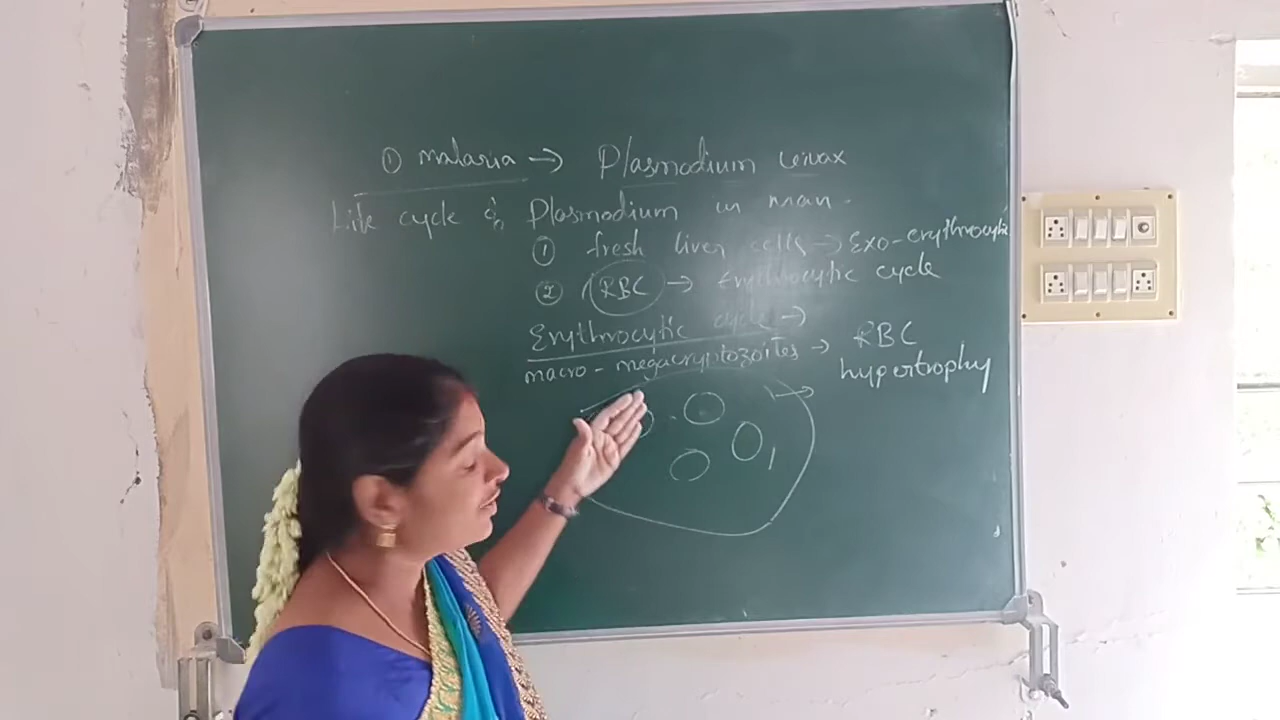 ① malaria → Plasmodium vivax
Life cycle of Plasmodium in man.
① fresh liver cells → Exo-erythrocytic
② RBC → Erythrocytic cycle
Erythrocytic cycle →
macro - megacryptozoites → RBC
hypertrophy